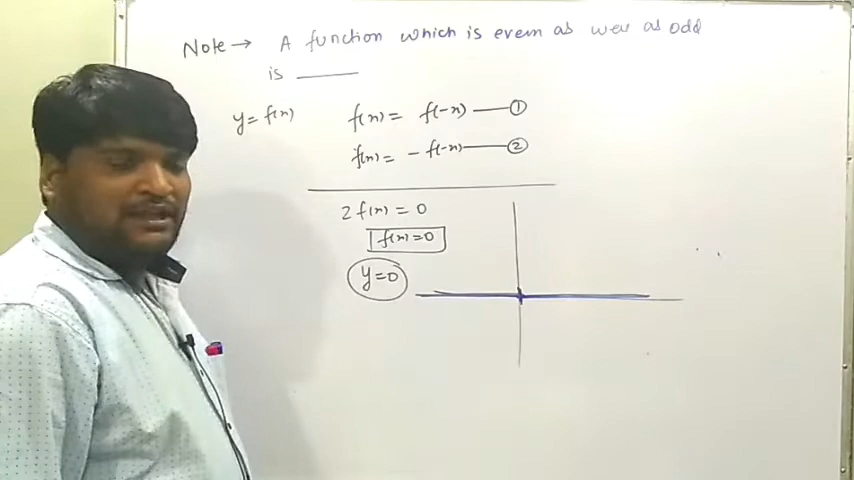 Note → A function which is even as well as odd
is ______
y = f(x) f(x) = f(-x) —— ①
f(x) = - f(-x) —— ②
2 f(x) = 0
f(x) = 0
y = 0